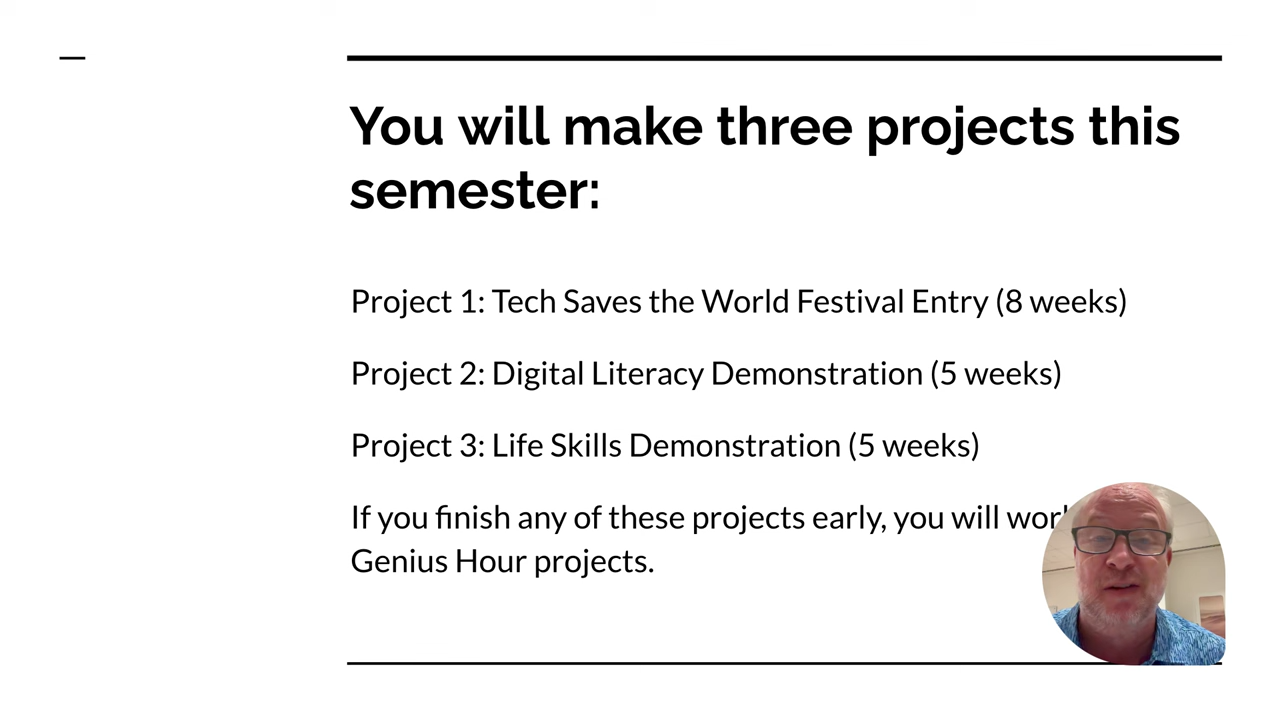 You will make three projects this
semester:
Project 1: Tech Saves the World Festival Entry (8 weeks)
Project 2: Digital Literacy Demonstration (5 weeks)
Project 3: Life Skills Demonstration (5 weeks)
If you finish any of these projects early, you will
Genius Hour projects.